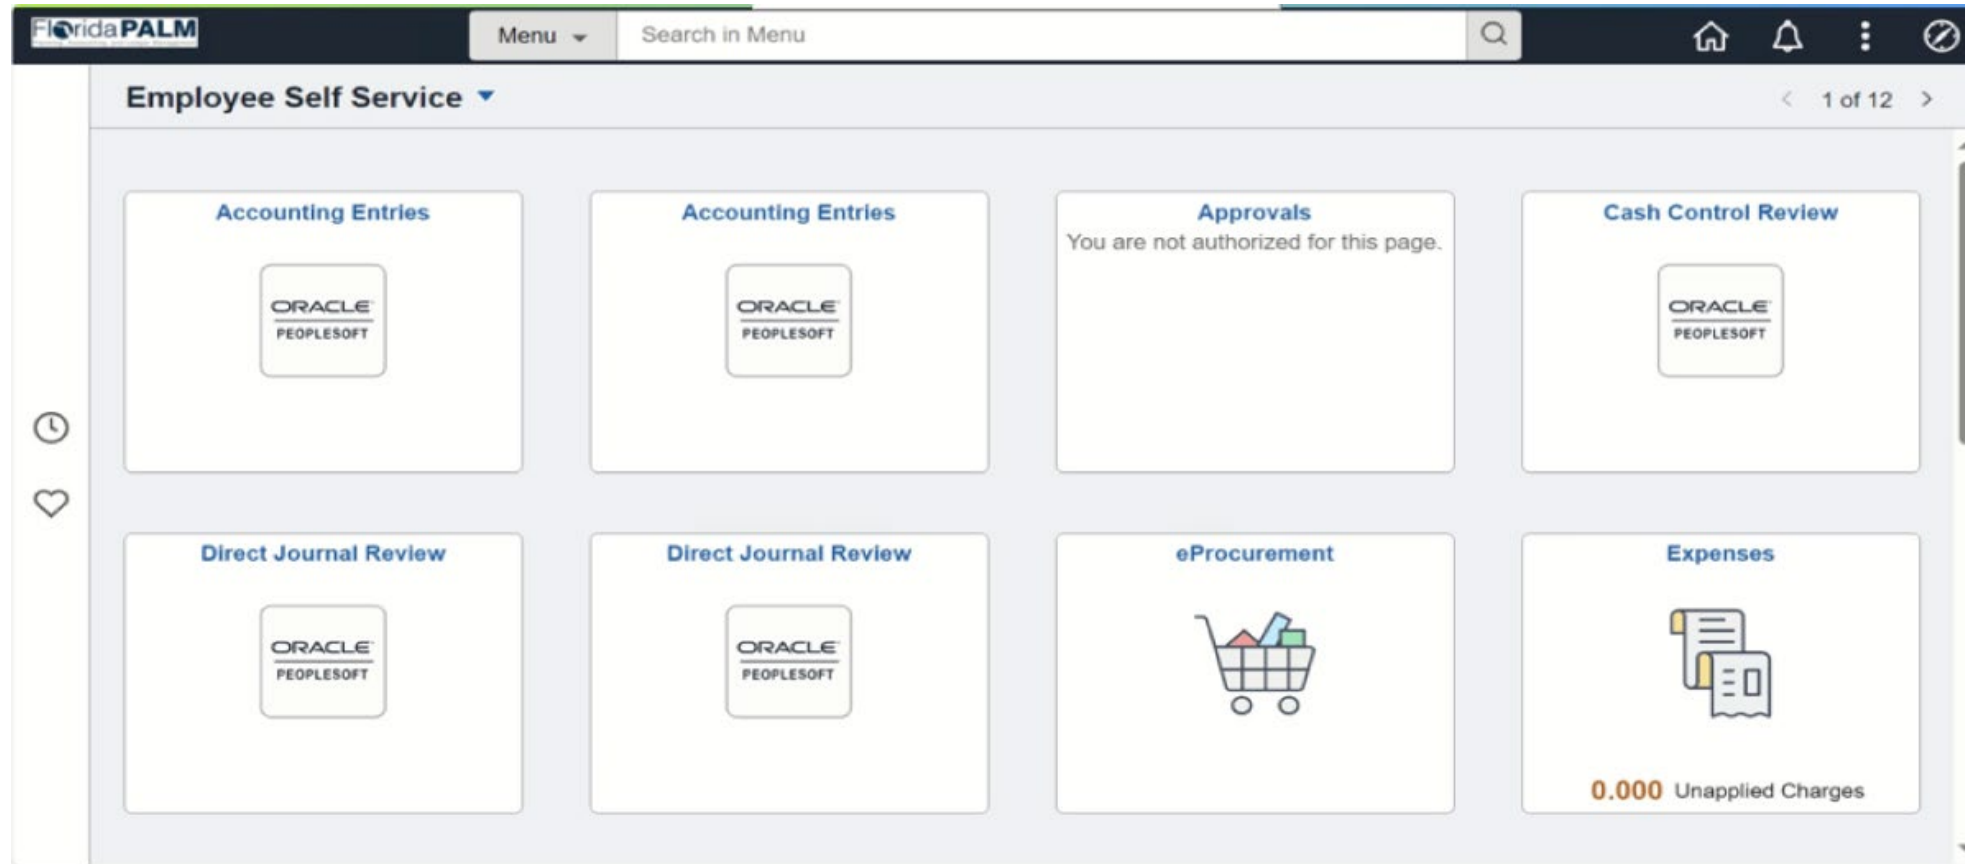 Florida PALM
Menu
Search in Menu
Employee Self Service
1 of 12
Accounting Entries
ORACLE
PEOPLESOFT
Accounting Entries
ORACLE
PEOPLESOFT
Approvals
You are not authorized for this page.
Cash Control Review
ORACLE
PEOPLESOFT
Direct Journal Review
ORACLE
PEOPLESOFT
Direct Journal Review
ORACLE
PEOPLESOFT
eProcurement
Expenses
0.000 Unapplied Charges